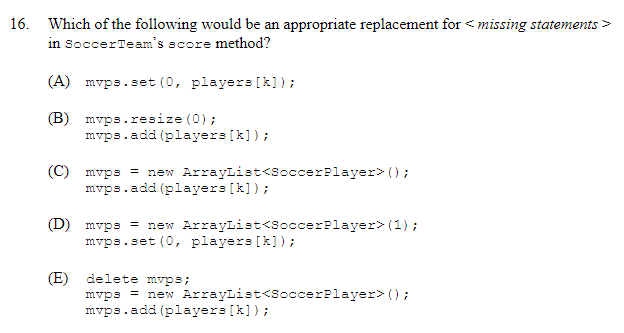 16. Which of the following would be an appropriate replacement for < missing statements >
in SoccerTeam's score method?
(A) mvps.set(0, players[k]);
(B) mvps.resize(0);
mvps.add(players[k]);
(C) mvps = new ArrayList<SoccerPlayer>();
mvps.add(players[k]);
(D) mvps = new ArrayList<SoccerPlayer>(1);
mvps.set(0, players[k]);
(E) delete mvps;
mvps = new ArrayList<SoccerPlayer>();
mvps.add(players[k]);